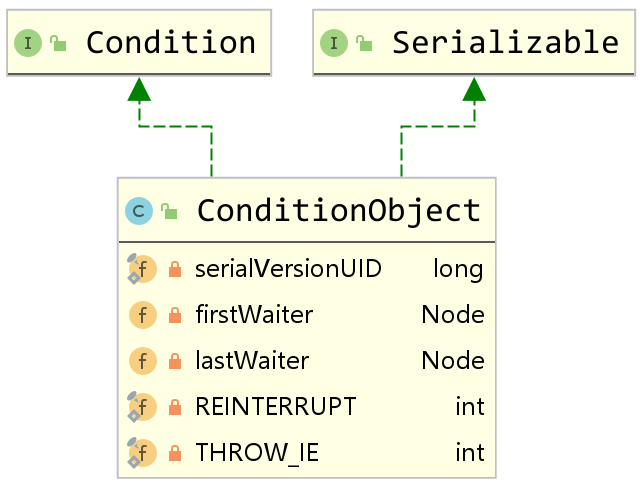 I Condition
I Serializable
C ConditionObject
f serialVersionUID long
f firstWaiter Node
f lastWaiter Node
f REINTERRUPT int
f THROW_IE int